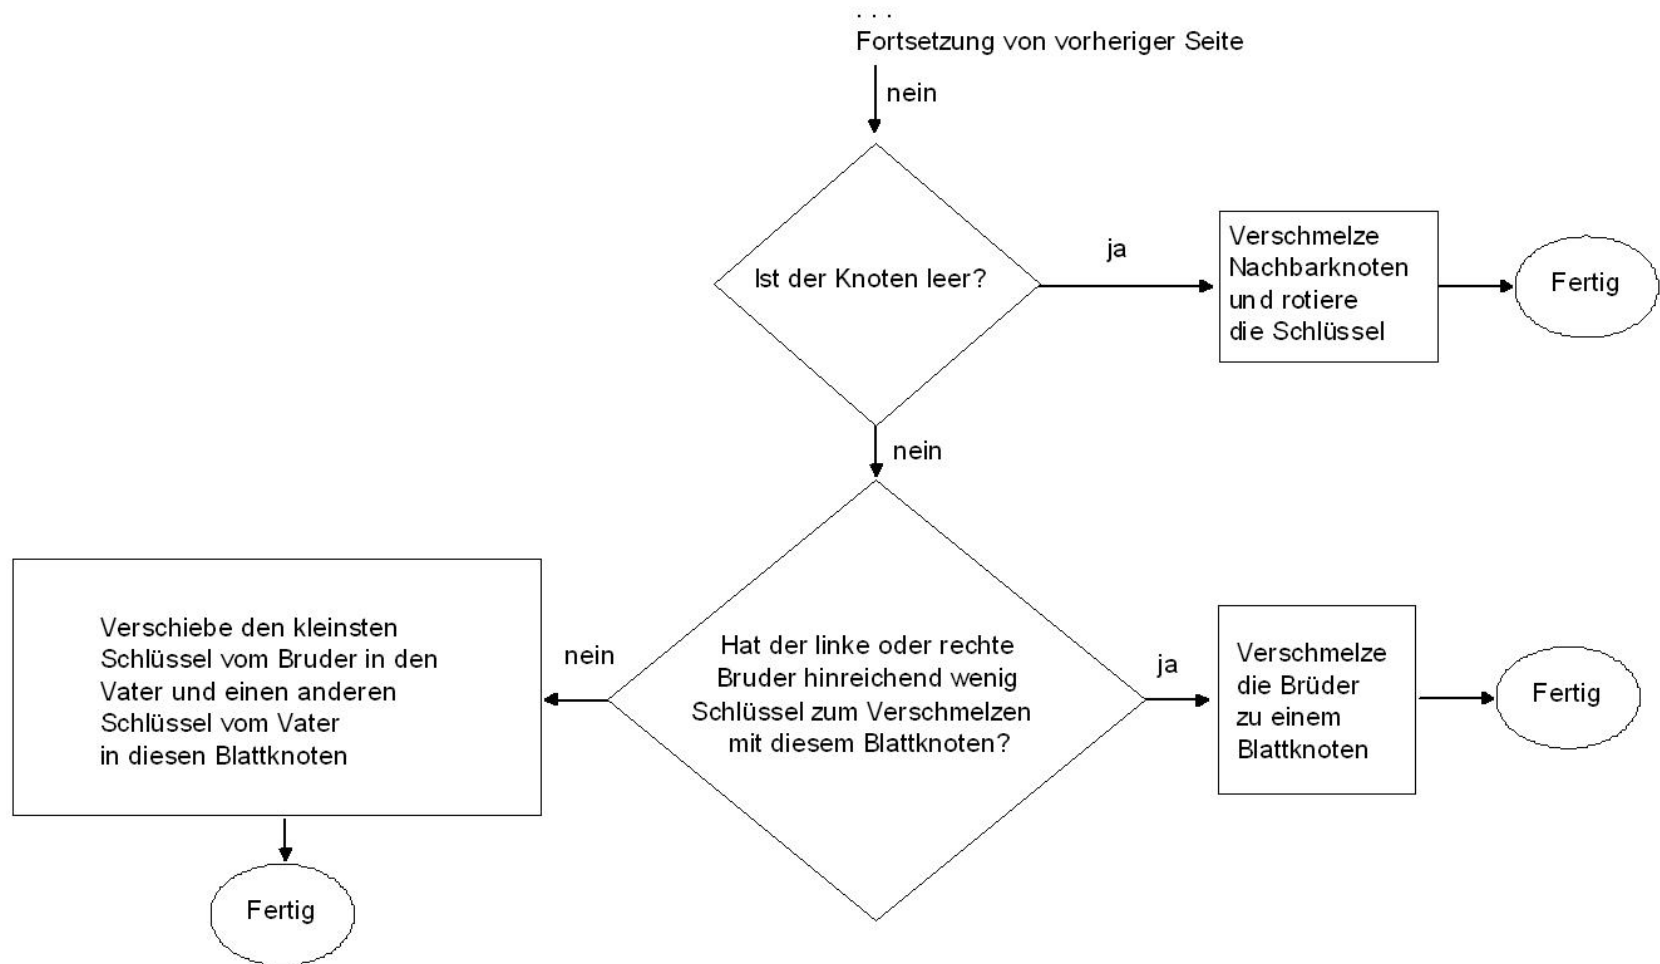 . . .
Fortsetzung von vorheriger Seite
nein
Ist der Knoten leer?
ja
Verschmelze
Nachbarknoten
und rotiere
die Schlüssel
Fertig
nein
Hat der linke oder rechte
Bruder hinreichend wenig
Schlüssel zum Verschmelzen
mit diesem Blattknoten?
nein
Verschiebe den kleinsten
Schlüssel vom Bruder in den
Vater und einen anderen
Schlüssel vom Vater
in diesen Blattknoten
Fertig
ja
Verschmelze
die Brüder
zu einem
Blattknoten
Fertig